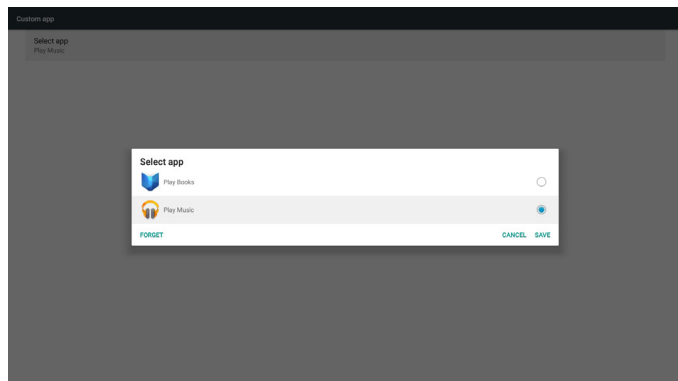 Custom app
Select app
Play Music
Select app
Play Books
Play Music
FORGET CANCEL SAVE